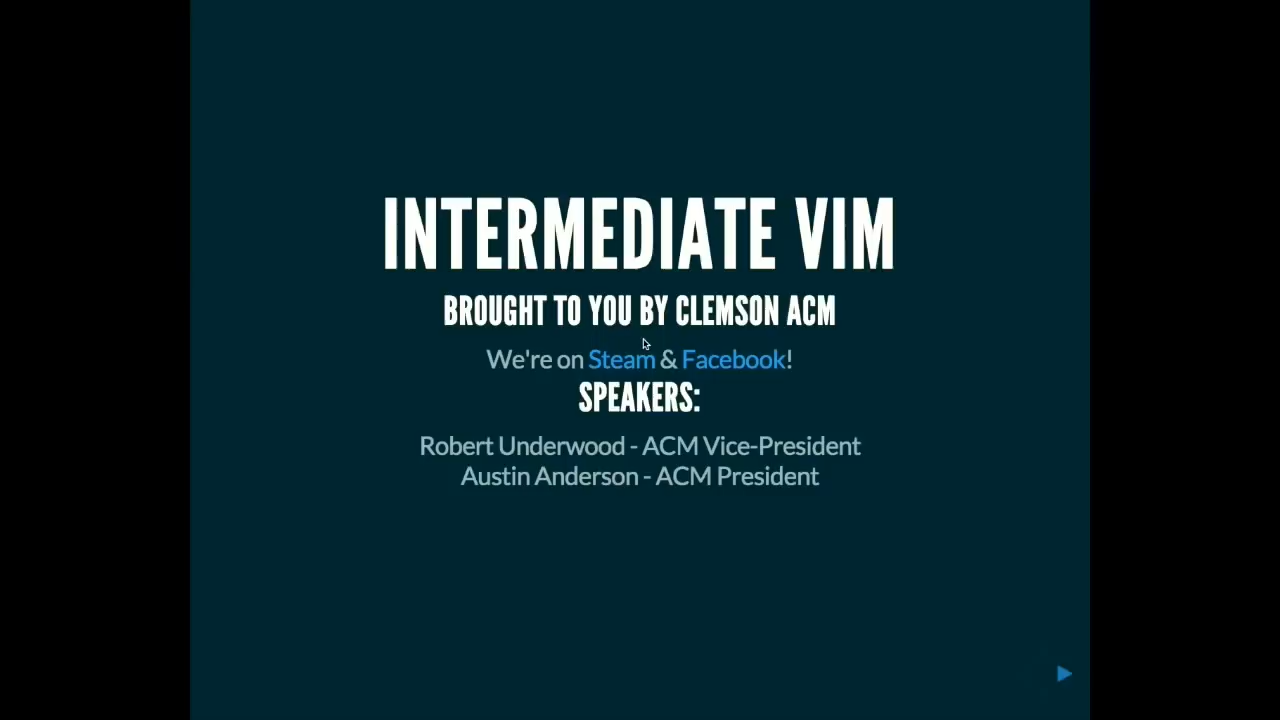 INTERMEDIATE VIM
BROUGHT TO YOU BY CLEMSON ACM
We're on Steam & Facebook!
SPEAKERS:
Robert Underwood - ACM Vice-President
Austin Anderson - ACM President